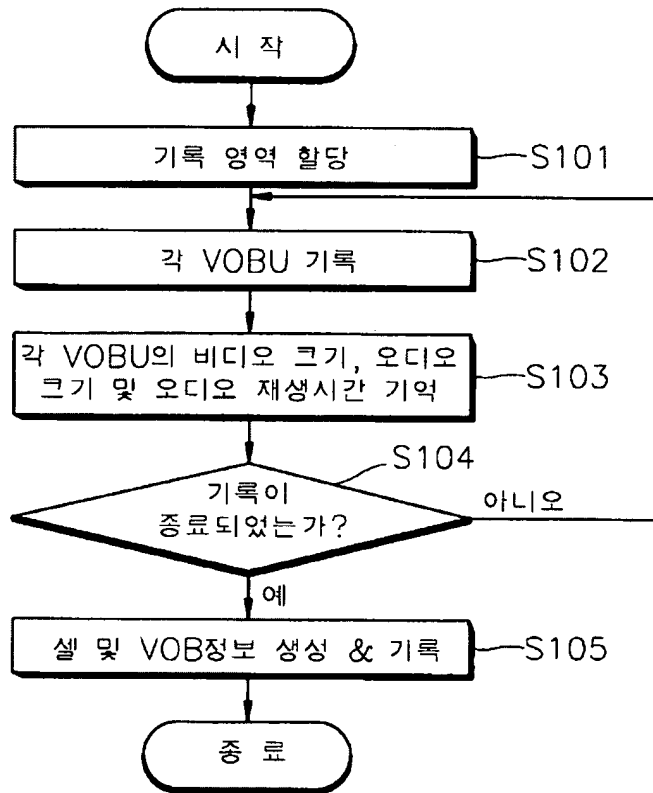 시 작
기록 영역 할당
S101
각 VOBU 기록
S102
각 VOBU의 비디오 크기, 오디오
크기 및 오디오 재생시간 기억
S103
S104
기록이
종료되었는가?
아니오
예
셀 및 VOB정보 생성 & 기록
S105
종 료